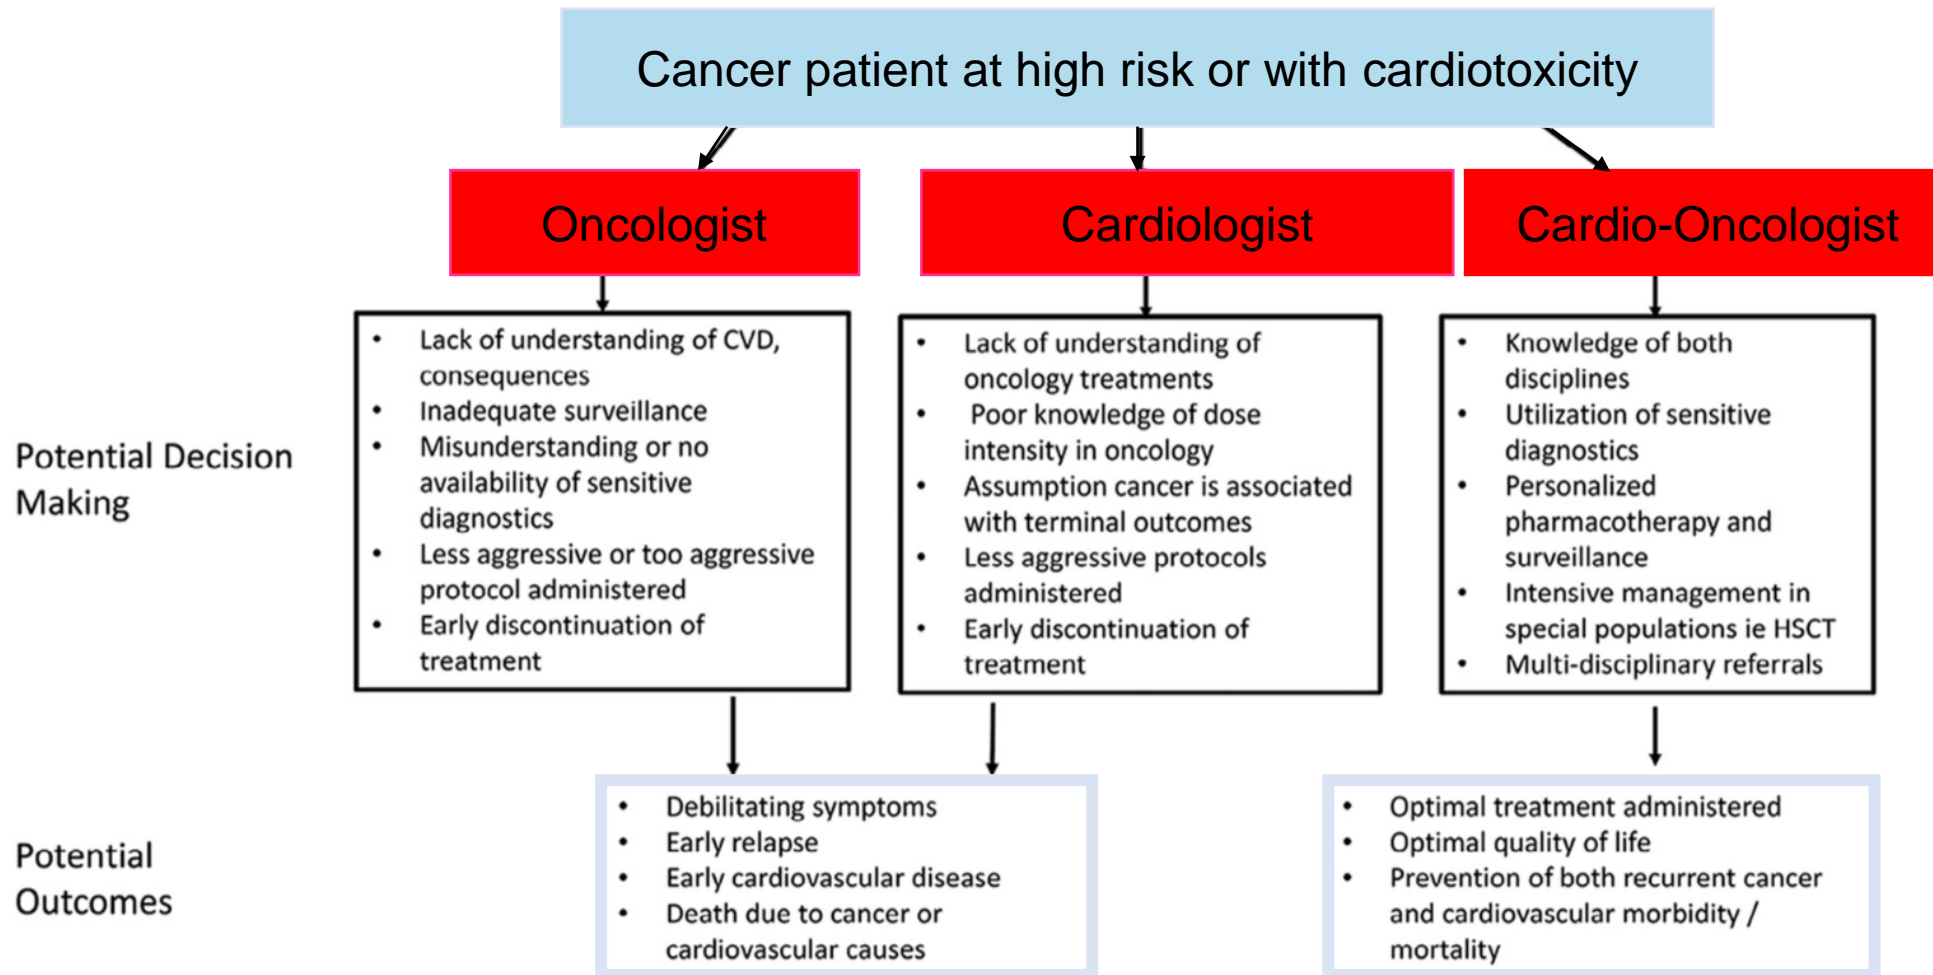 Cancer patient at high risk or with cardiotoxicity
Oncologist
Cardiologist
Cardio-Oncologist
Potential Decision
Making
• Lack of understanding of CVD,
consequences
• Inadequate surveillance
• Misunderstanding or no
availability of sensitive
diagnostics
• Less aggressive or too aggressive
protocol administered
• Early discontinuation of
treatment
• Lack of understanding of
oncology treatments
• Poor knowledge of dose
intensity in oncology
• Assumption cancer is associated
with terminal outcomes
• Less aggressive protocols
administered
• Early discontinuation of
treatment
• Knowledge of both
disciplines
• Utilization of sensitive
diagnostics
• Personalized
pharmacotherapy and
surveillance
• Intensive management in
special populations ie HSCT
• Multi-disciplinary referrals
Potential
Outcomes
• Debilitating symptoms
• Early relapse
• Early cardiovascular disease
• Death due to cancer or
cardiovascular causes
• Optimal treatment administered
• Optimal quality of life
• Prevention of both recurrent cancer
and cardiovascular morbidity /
mortality